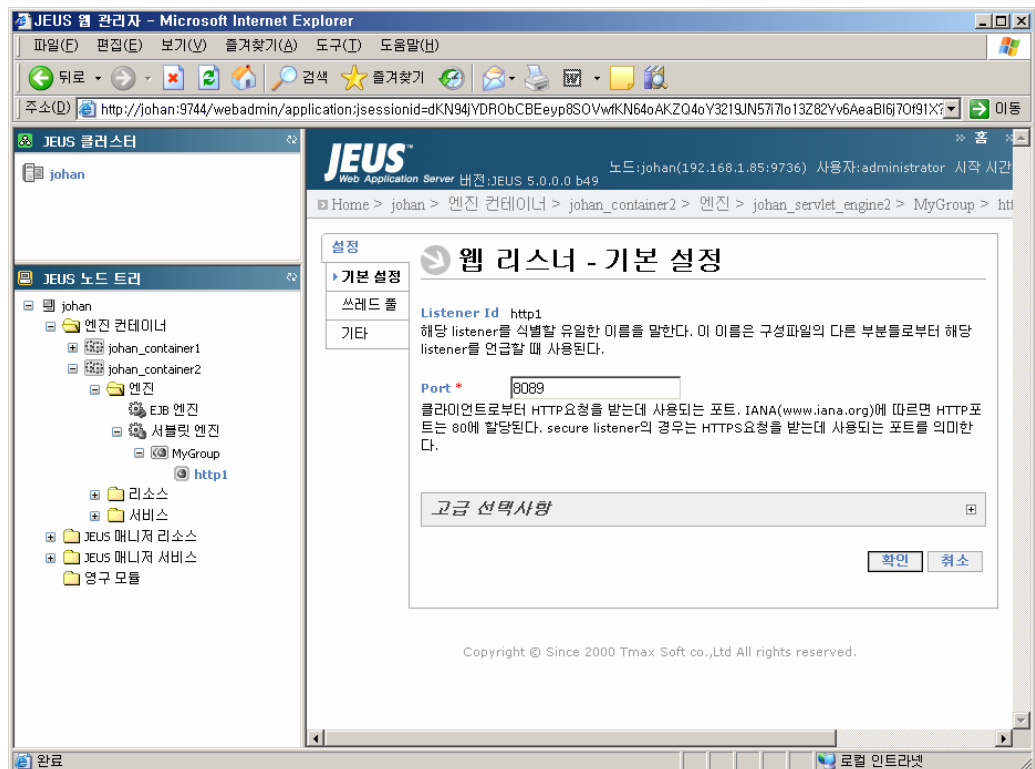 JEUS 웹 관리자 - Microsoft Internet Explorer
파일(F) 편집(E) 보기(V) 즐겨찾기(A) 도구(T) 도움말(H)
뒤로 검색 즐겨찾기
주소(D) http://johan:9744/webadmin/application;jsessionid=dKN94jYDRObCBEeyp8SOVwfKN64oAKZQ4oY3219JN57i7Io13Z82Yv6AeaBI6j7Of91X? 이동
JEUS 클러스터
johan
JEUS 노드 트리
johan
엔진 컨테이너
johan_container1
johan_container2
엔진
EJB 엔진
서블릿 엔진
MyGroup
http1
리소스
서비스
JEUS 매니저 리소스
JEUS 매니저 서비스
영구 모듈
» 홈 »
JEUS™
Web Application Server 버전:JEUS 5.0.0.0 b49
노드:johan(192.168.1.85:9736) 사용자:administrator 시작 시간
Home > johan > 엔진 컨테이너 > johan_container2 > 엔진 > johan_servlet_engine2 > MyGroup > htt
설정
기본 설정
쓰레드 풀
기타
웹 리스너 - 기본 설정
Listener Id http1
해당 listener를 식별할 유일한 이름을 말한다. 이 이름은 구성파일의 다른 부분들로부터 해당
listener를 언급할 때 사용된다.
Port * 8089
클라이언트로부터 HTTP요청을 받는데 사용되는 포트. IANA(www.iana.org)에 따르면 HTTP포
트는 80에 할당된다. secure listener의 경우는 HTTPS요청을 받는데 사용되는 포트를 의미한
다.
고급 선택사항
확인 취소
Copyright © Since 2000 Tmax Soft co.,Ltd All rights reserved.
완료 로컬 인트라넷